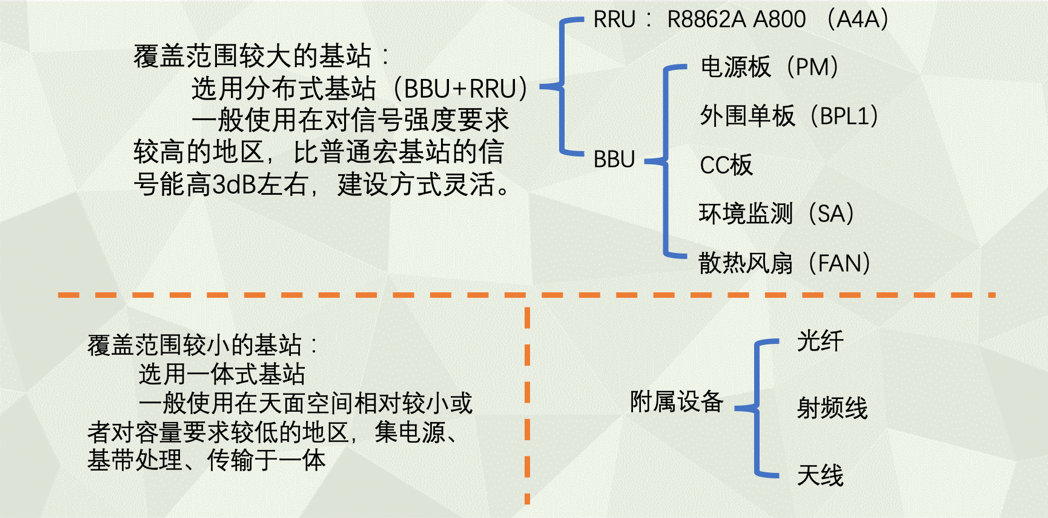 覆盖范围较大的基站：
选用分布式基站（BBU+RRU）
一般使用在对信号强度要求
较高的地区，比普通宏基站的信
号能高3dB左右，建设方式灵活。
RRU： R8862A A800 （A4A）
BBU
电源板（PM）
外围单板（BPL1）
CC板
环境监测（SA）
散热风扇（FAN）
覆盖范围较小的基站：
选用一体式基站
一般使用在天面空间相对较小或
者对容量要求较低的地区，集电源、
基带处理、传输于一体
附属设备
光纤
射频线
天线